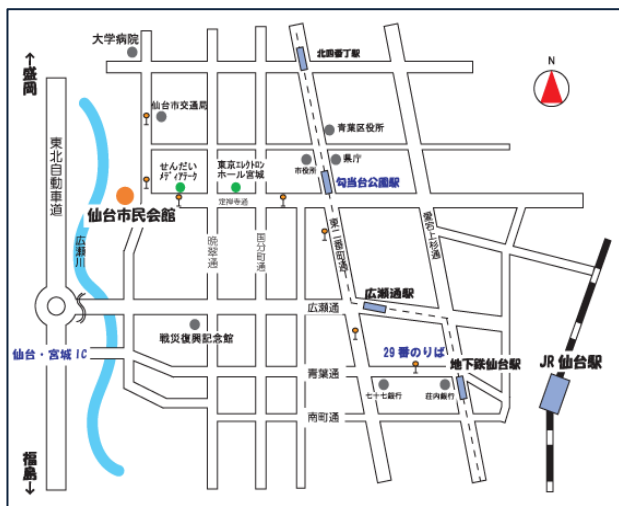 大学病院
北四番丁駅
N
↑盛岡
仙台市交通局
青葉区役所
東北自動車道
せんだい
メディアテーク
東京エレクトロン
ホール宮城
市役所
県庁
勾当台公園駅
仙台市民会館
定禅寺通
広瀬川
晩翠通
国分町通
東二番町通
愛宕上杉通
広瀬通
広瀬通駅
戦災復興記念館
仙台・宮城IC
29番のりば
地下鉄仙台駅
JR仙台駅
青葉通
七十七銀行
荘内銀行
南町通
福島↓